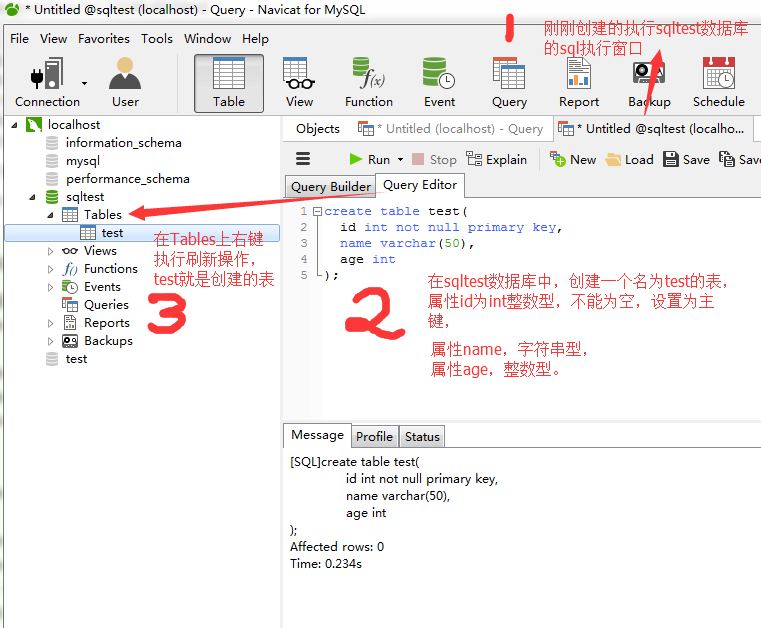 * Untitled @sqltest (localhost) - Query - Navicat for MySQL
File View Favorites Tools Window Help
1
刚刚创建的执行sqltest数据库
的sql执行窗口
Connection User Table View Function Event Query Report Backup Schedule
localhost
information_schema
mysql
performance_schema
sqltest
Tables
test
Views
Functions
Events
Queries
Reports
Backups
test
在Tables上右键
执行刷新操作，
test就是创建的表
3
Objects * Untitled (localhost) - Query * Untitled @sqltest (localho...
Run Stop Explain New Load Save Save
Query Builder Query Editor
1 create table test(
2 id int not null primary key,
3 name varchar(50),
4 age int
5 );
2
在sqltest数据库中，创建一个名为test的表，
属性id为int整数型，不能为空，设置为主
键，
属性name，字符串型，
属性age，整数型。
Message Profile Status
[SQL]create table test(
id int not null primary key,
name varchar(50),
age int
);
Affected rows: 0
Time: 0.234s